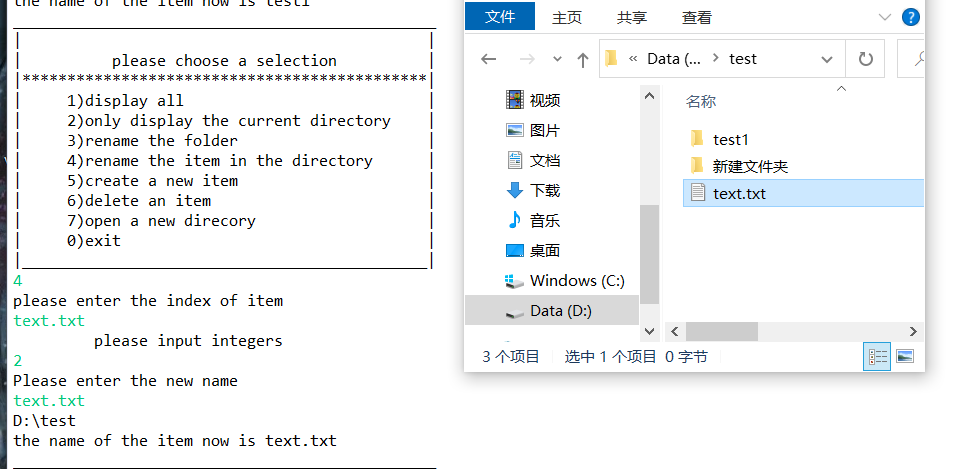 the name of the item now is test1
please choose a selection
|*********************************************|
1)display all
2)only display the current directory
3)rename the folder
4)rename the item in the directory
5)create a new item
6)delete an item
7)open a new direcory
0)exit
4
please enter the index of item
text.txt
please input integers
2
Please enter the new name
text.txt
D:\test
the name of the item now is text.txt
文件 主页 共享 查看
« Data (... > test
视频
图片
文档
下载
音乐
桌面
Windows (C:)
Data (D:)
名称
test1
新建文件夹
text.txt
3 个项目 选中 1 个项目 0 字节